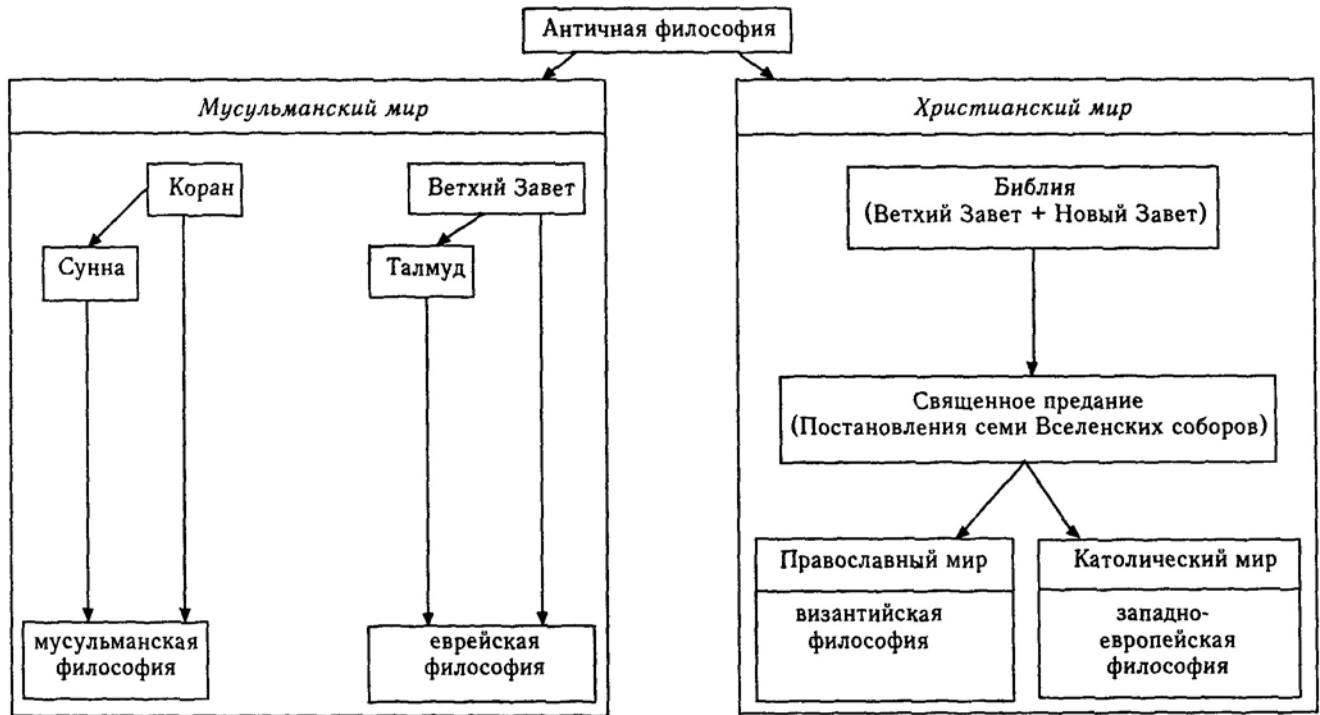 Античная философия
Мусульманский мир
Коран
Ветхий Завет
Сунна
Талмуд
мусульманская
философия
еврейская
философия
Христианский мир
Библия
(Ветхий Завет + Новый Завет)
Священное предание
(Постановления семи Вселенских соборов)
Православный мир
византийская
философия
Католический мир
западно-
европейская
философия